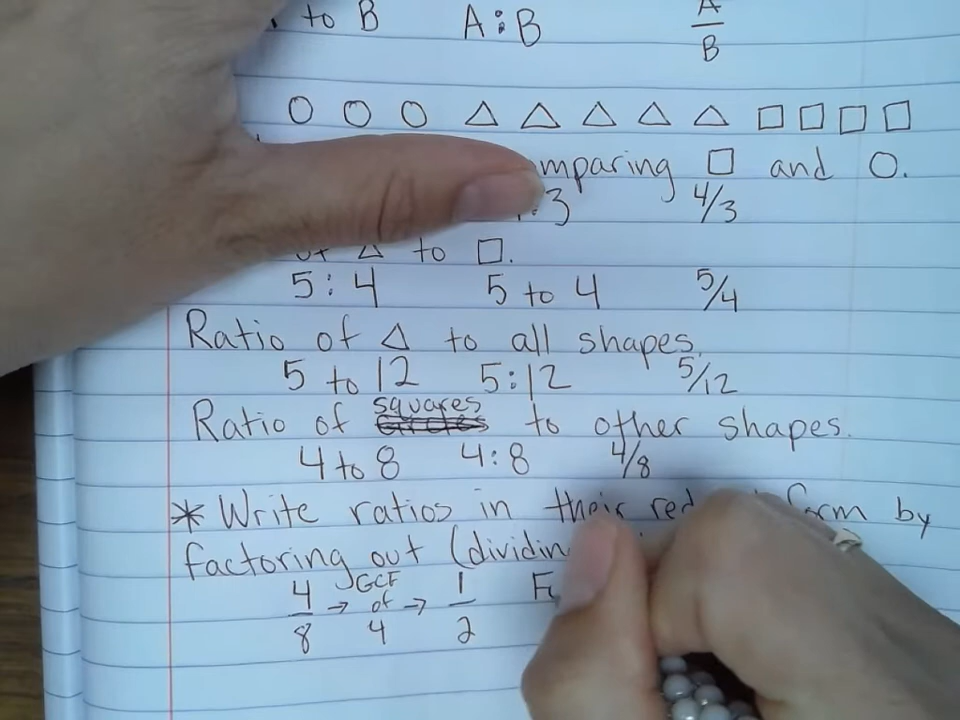 to B A:B A/B
mparing □ and ○.
:3 4/3
△ to □.
5:4 5 to 4 5/4
Ratio of △ to all shapes.
5 to 12 5:12 5/12
squares
Ratio of to other shapes.
4 to 8 4:8 4/8
* Write ratios in their form by
factoring out (dividin
4/8 → GCF of 4 → 1/2 F